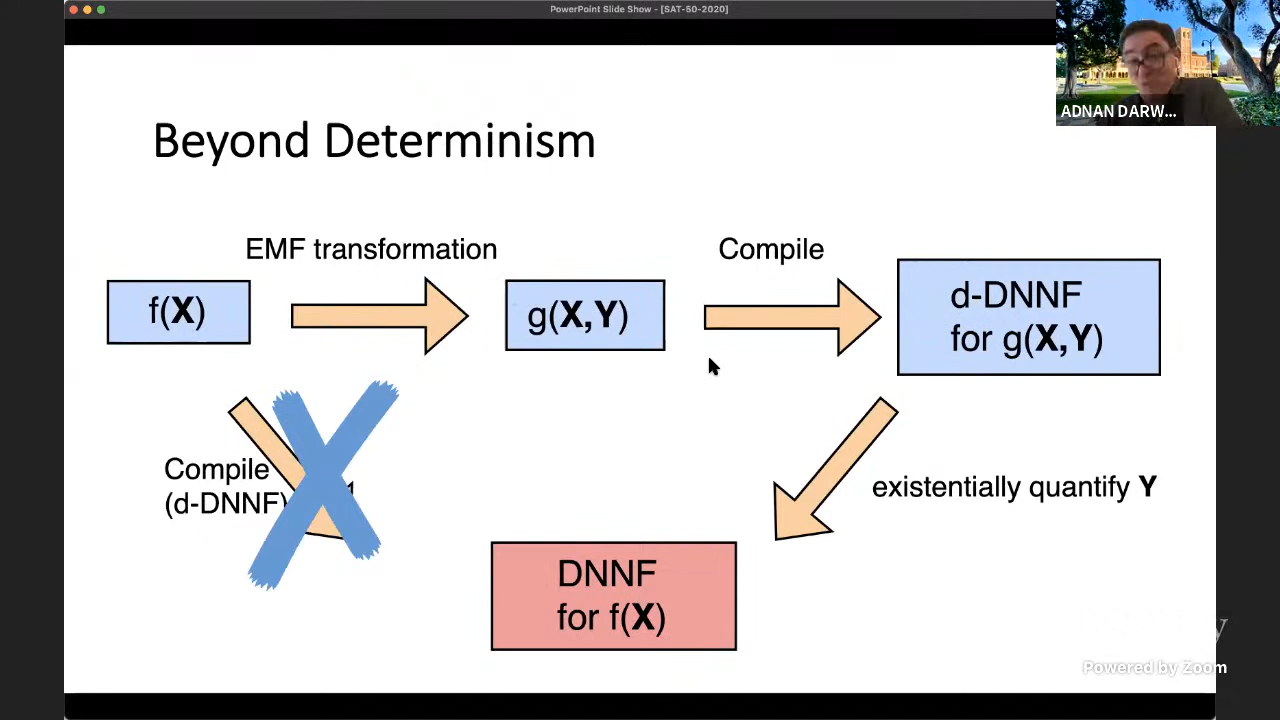 PowerPoint Slide Show - [SAT-50-2020]
ADNAN DARW...
Beyond Determinism
EMF transformation
Compile
f(X)
g(X,Y)
d-DNNF
for g(X,Y)
Compile
(d-DNNF)
existentially quantify Y
DNNF
for f(X)
y
Powered by Zoom